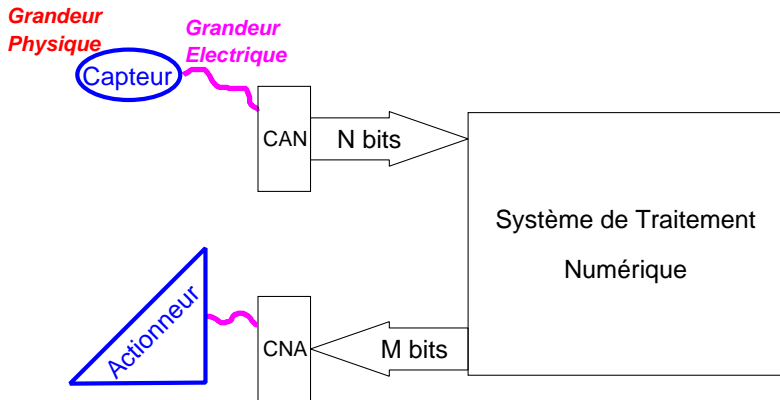 Grandeur
Physique
Grandeur
Electrique
Capteur
CAN
N bits
Système de Traitement
Numérique
Actionneur
CNA
M bits